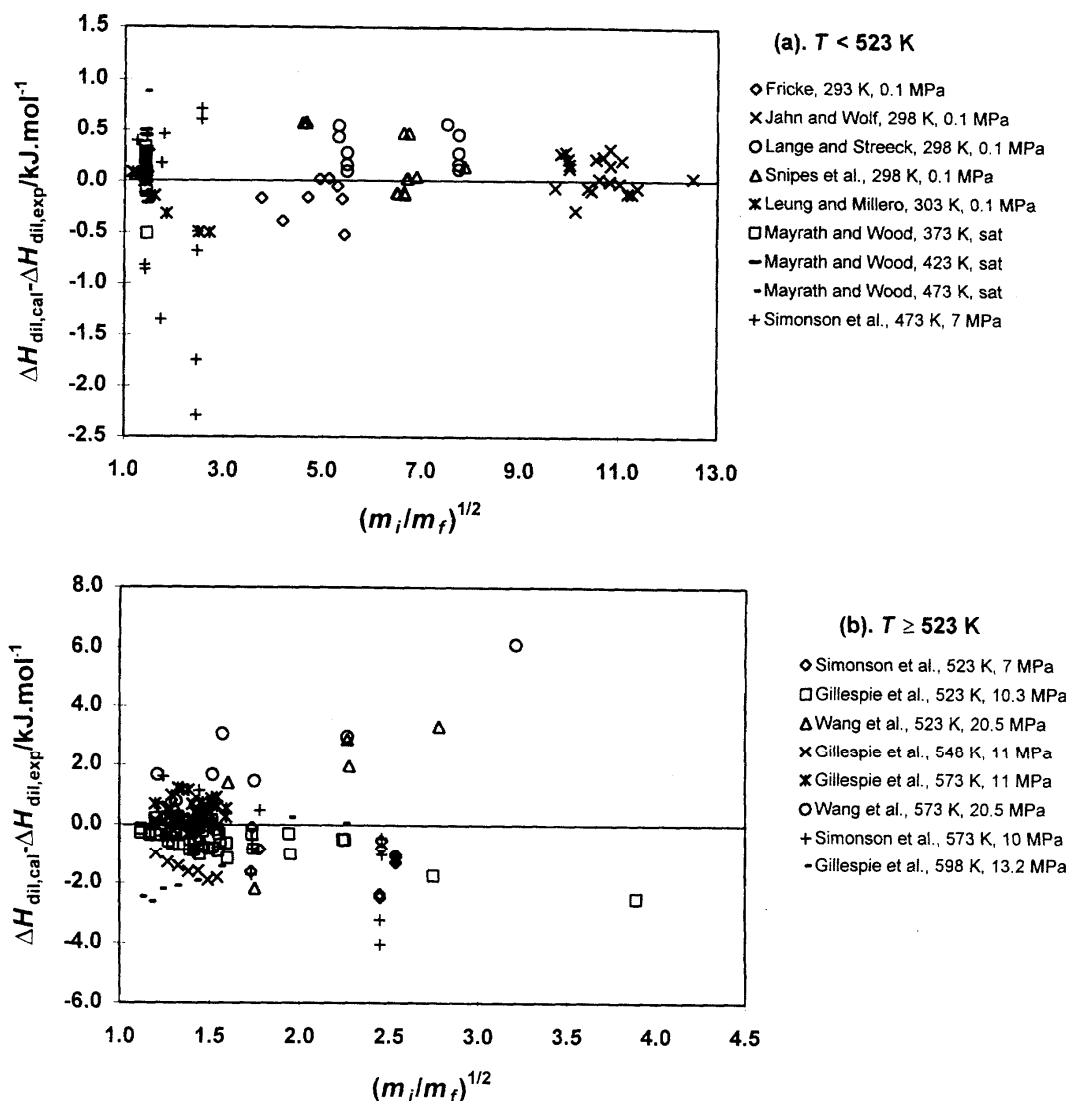 (a). T < 523 K
ΔH dil,cal-ΔH dil,exp/kJ.mol-1
1.5
1.0
0.5
0.0
-0.5
-1.0
-1.5
-2.0
-2.5
1.0 3.0 5.0 7.0 9.0 11.0 13.0
(m i/m f)1/2
Fricke, 293 K, 0.1 MPa
Jahn and Wolf, 298 K, 0.1 MPa
Lange and Streeck, 298 K, 0.1 MPa
Snipes et al., 298 K, 0.1 MPa
Leung and Millero, 303 K, 0.1 MPa
Mayrath and Wood, 373 K, sat
Mayrath and Wood, 423 K, sat
Mayrath and Wood, 473 K, sat
Simonson et al., 473 K, 7 MPa
(b). T ≥ 523 K
ΔH dil,cal-ΔH dil,exp/kJ.mol-1
8.0
6.0
4.0
2.0
0.0
-2.0
-4.0
-6.0
1.0 1.5 2.0 2.5 3.0 3.5 4.0 4.5
(m i/m f)1/2
Simonson et al., 523 K, 7 MPa
Gillespie et al., 523 K, 10.3 MPa
Wang et al., 523 K, 20.5 MPa
Gillespie et al., 548 K, 11 MPa
Gillespie et al., 573 K, 11 MPa
Wang et al., 573 K, 20.5 MPa
Simonson et al., 573 K, 10 MPa
Gillespie et al., 598 K, 13.2 MPa